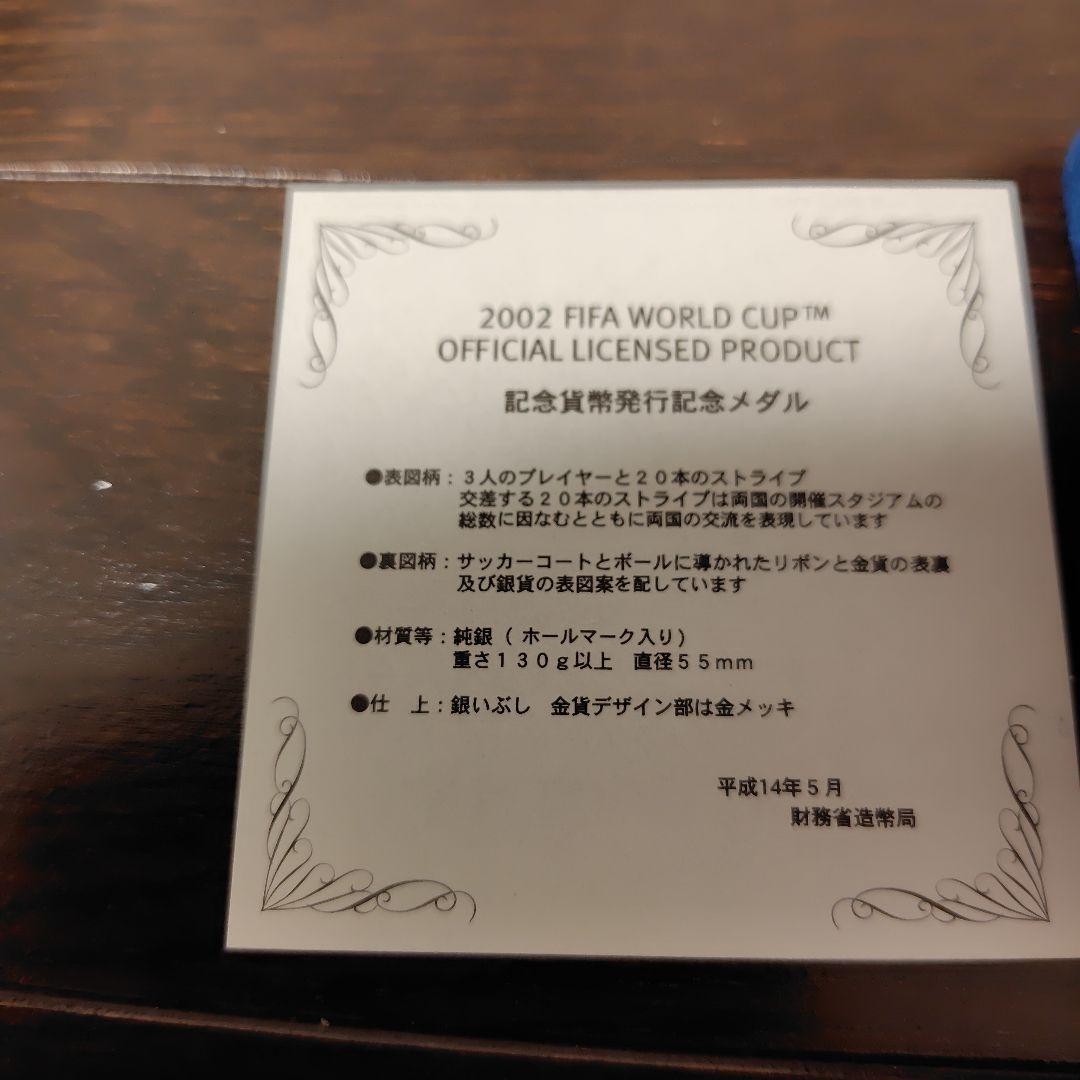 2002 FIFA WORLD CUP™
OFFICIAL LICENSED PRODUCT
記念貨幣発行記念メダル
●表図柄：３人のプレイヤーと２０本のストライプ
交差する２０本のストライプは両国の開催スタジアムの
総数に因なむとともに両国の交流を表現しています
●裏図柄：サッカーコートとボールに導かれたリボンと金貨の表裏
及び銀貨の表図案を配しています
●材質等：純銀（ホールマーク入り）
重さ１３０ｇ以上　直径５５mm
●仕　上：銀いぶし　金貨デザイン部は金メッキ
平成14年５月
財務省造幣局